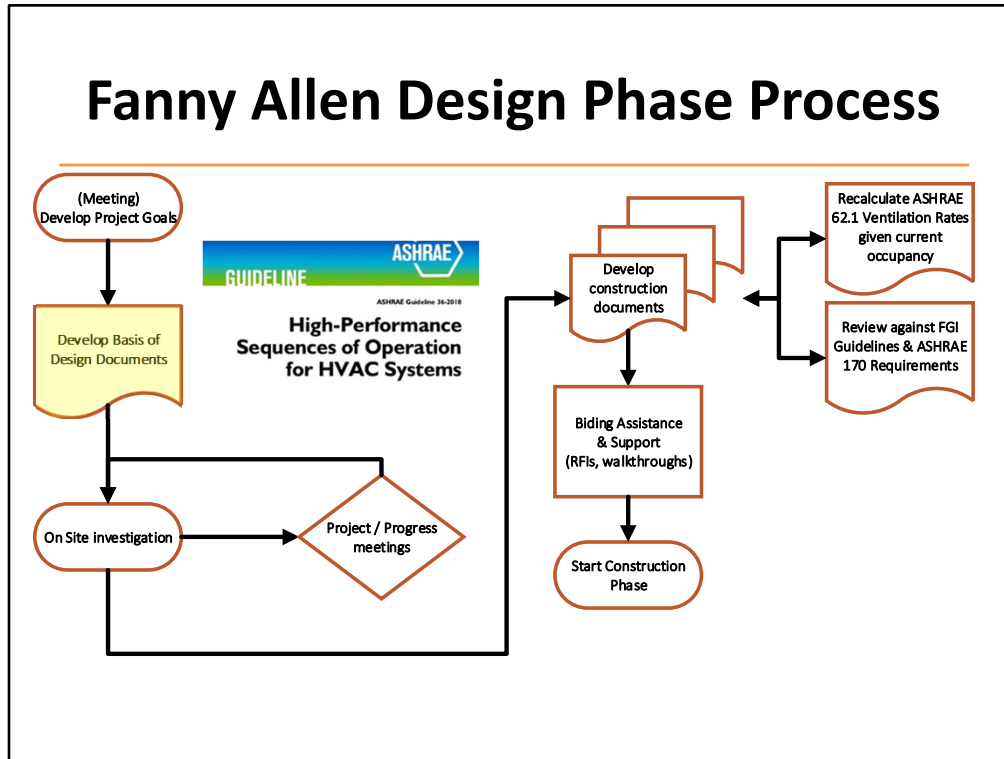 Fanny Allen Design Phase Process
(Meeting)
Develop Project Goals
Develop Basis of
Design Documents
On Site investigation
Project / Progress
meetings
ASHRAE
GUIDELINE
ASHRAE Guideline 36-2018
High-Performance
Sequences of Operation
for HVAC Systems
Develop
construction
documents
Biding Assistance
& Support
(RFIs, walkthroughs)
Start Construction
Phase
Recalculate ASHRAE
62.1 Ventilation Rates
given current
occupancy
Review against FGI
Guidelines & ASHRAE
170 Requirements